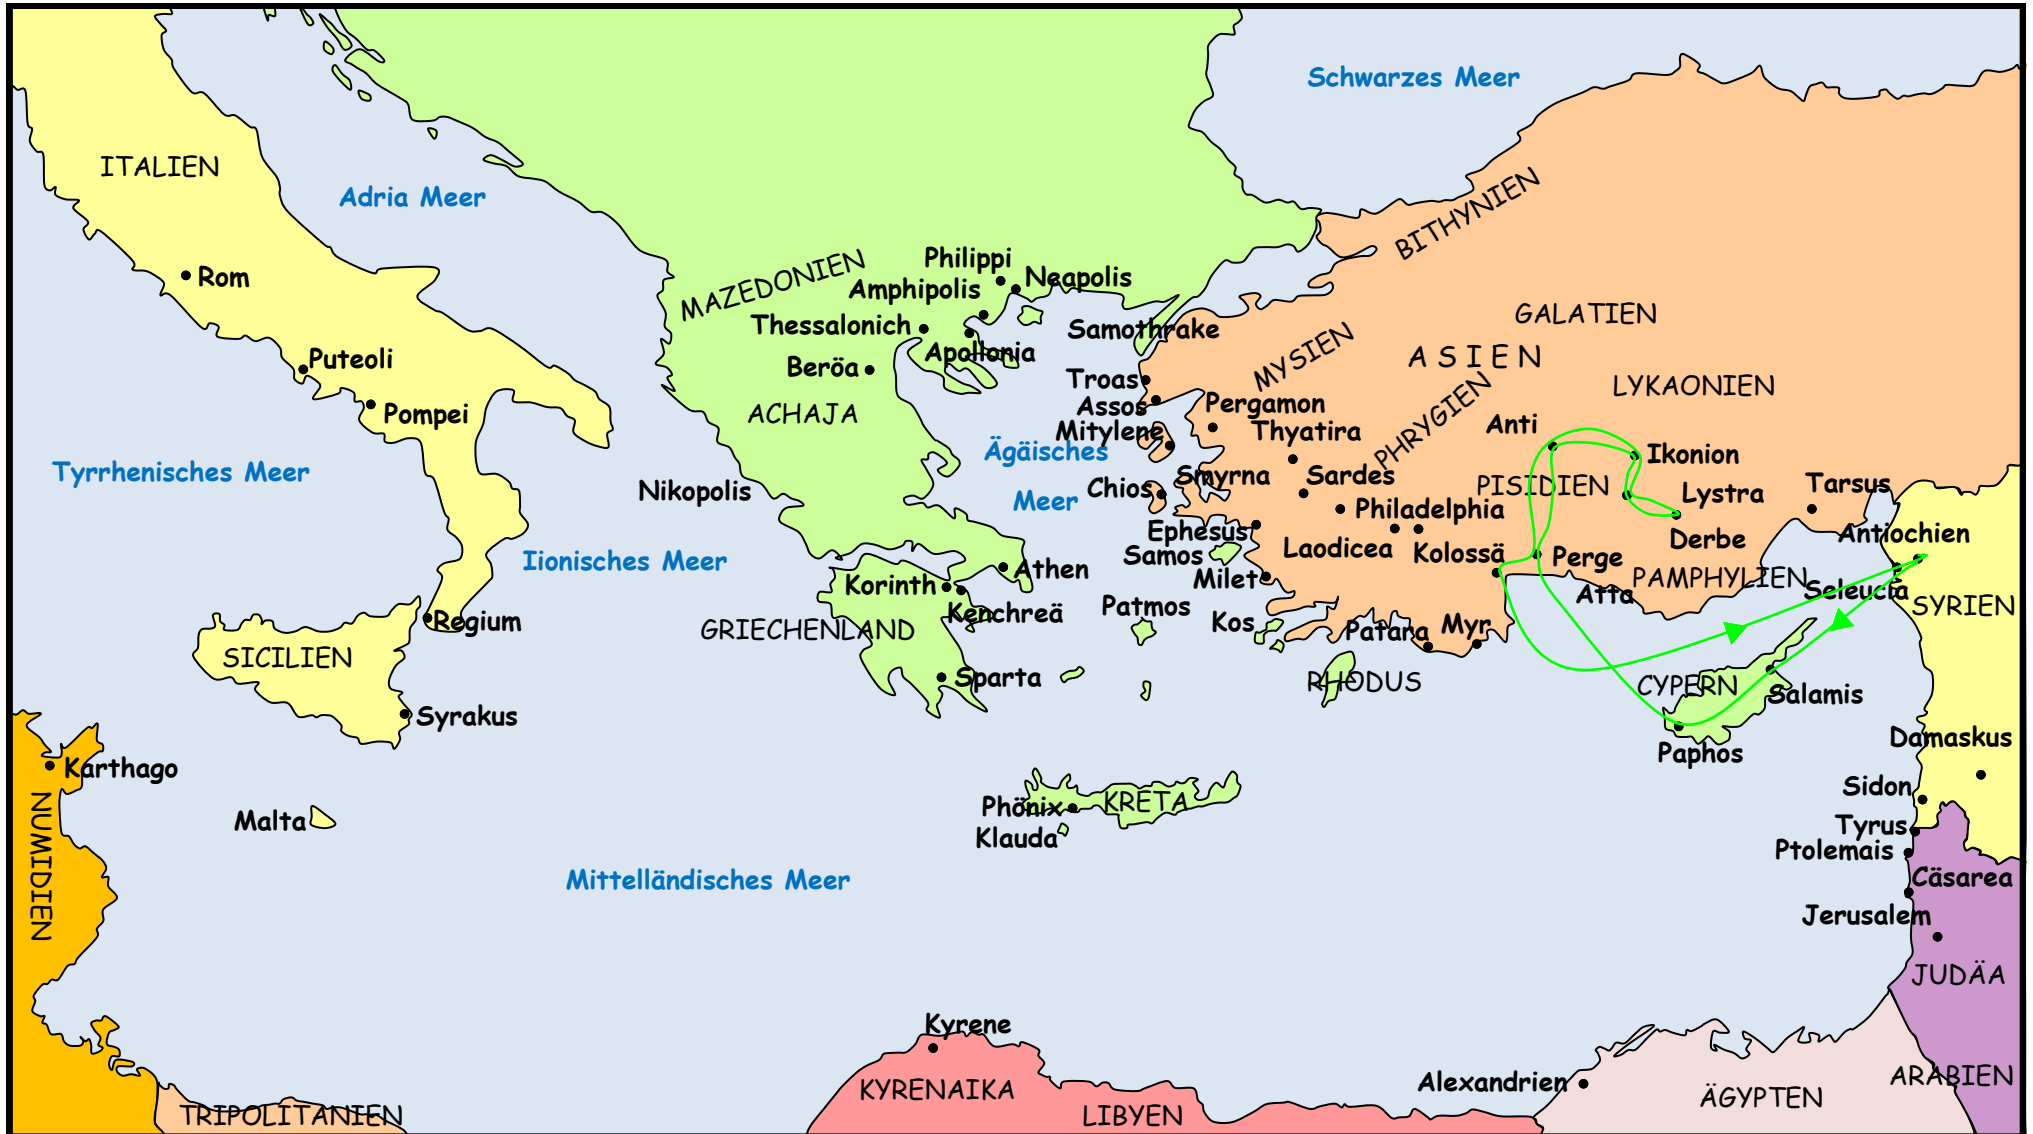 Schwarzes Meer
ITALIEN
Adria Meer
BITHYNIEN
Philippi
MAZEDONIEN
Neapolis
Rom
Amphipolis
GALATIEN
Thessalonich
Samothrake
Apollonia
MYSIEN
ASIEN
Puteoli
Beröa
Troas
LYKAONIEN
Pompei
ACHAJA
Assos
Pergamon
PHRYGIEN
Anti
Mitylene
Thyatira
Ägäisches
Meer
Ikonion
Tyrrhenisches Meer
Smyrna
Sardes
Nikopolis
Chios
PISIDIEN
Lystra
Tarsus
Philadelphia
Ephesus
Antiochien
Derbe
Iionisches Meer
Samos
Laodicea
Kolossä
Perge
Athen
Milet
PAMPHYLIEN
Korinth
Atta
Seleucia
Kenchreä
Patmos
SYRIEN
Regium
GRIECHENLAND
Kos
Patara
Myr
SICILIEN
Sparta
RHODUS
CYPERN
Salamis
Syrakus
Paphos
Damaskus
Karthago
Sidon
Phönix
KRETA
NUMIDIEN
Malta
Klauda
Tyrus
Ptolemais
Mittelländisches Meer
Cäsarea
Jerusalem
JUDÄA
Kyrene
ARABIEN
Alexandrien
KYRENAIKA
ÄGYPTEN
TRIPOLITANIEN
LIBYEN